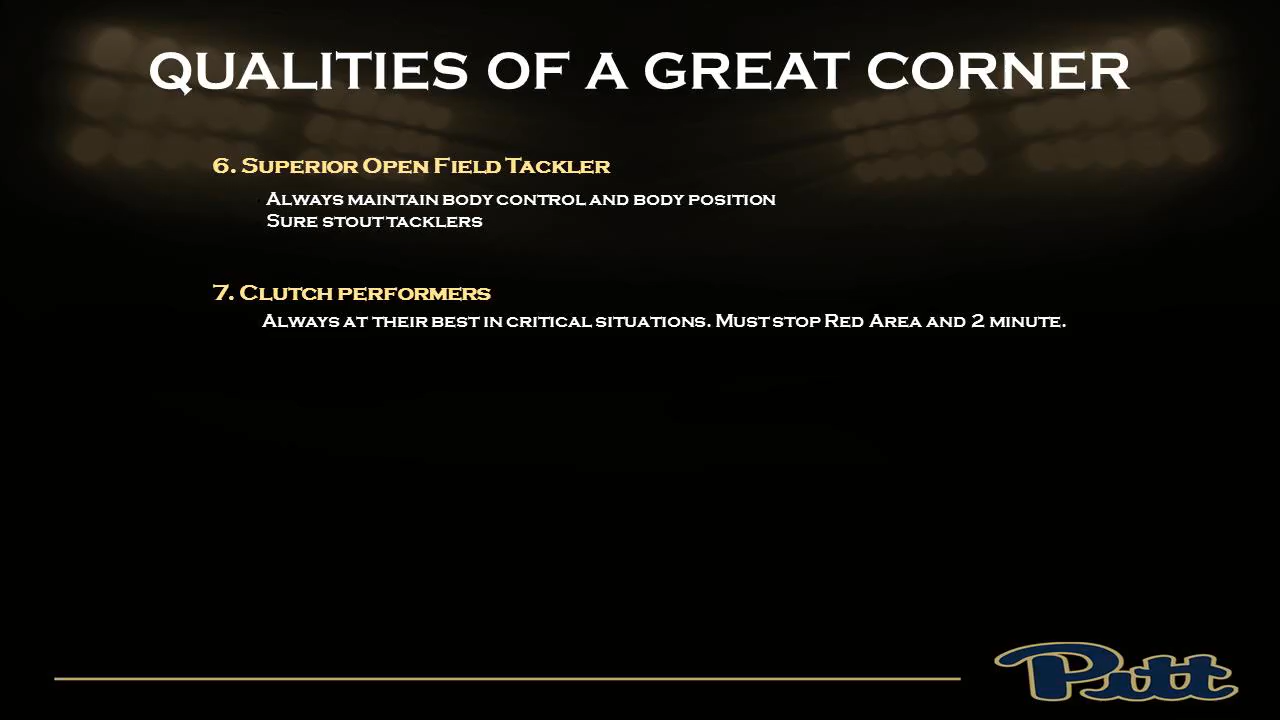 QUALITIES OF A GREAT CORNER
6. Superior Open Field Tackler
Always maintain body control and body position
Sure stout tacklers
7. Clutch performers
Always at their best in critical situations. Must stop Red Area and 2 minute.
Pitt